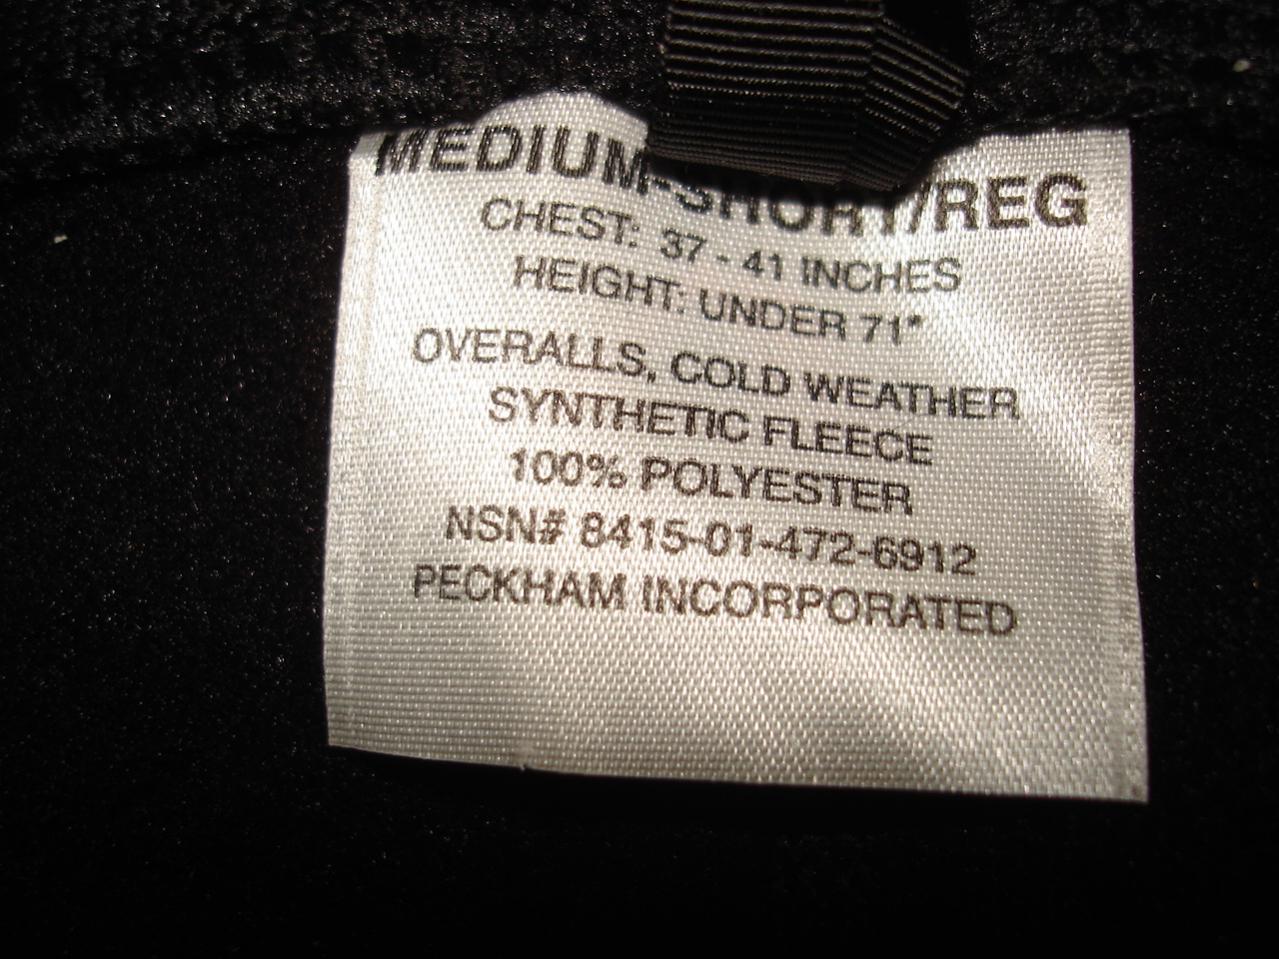 MEDIUM-SHORT/REG
CHEST: 37 - 41 INCHES
HEIGHT: UNDER 71"
OVERALLS, COLD WEATHER
SYNTHETIC FLEECE
100% POLYESTER
NSN# 8415-01-472-6912
PECKHAM INCORPORATED